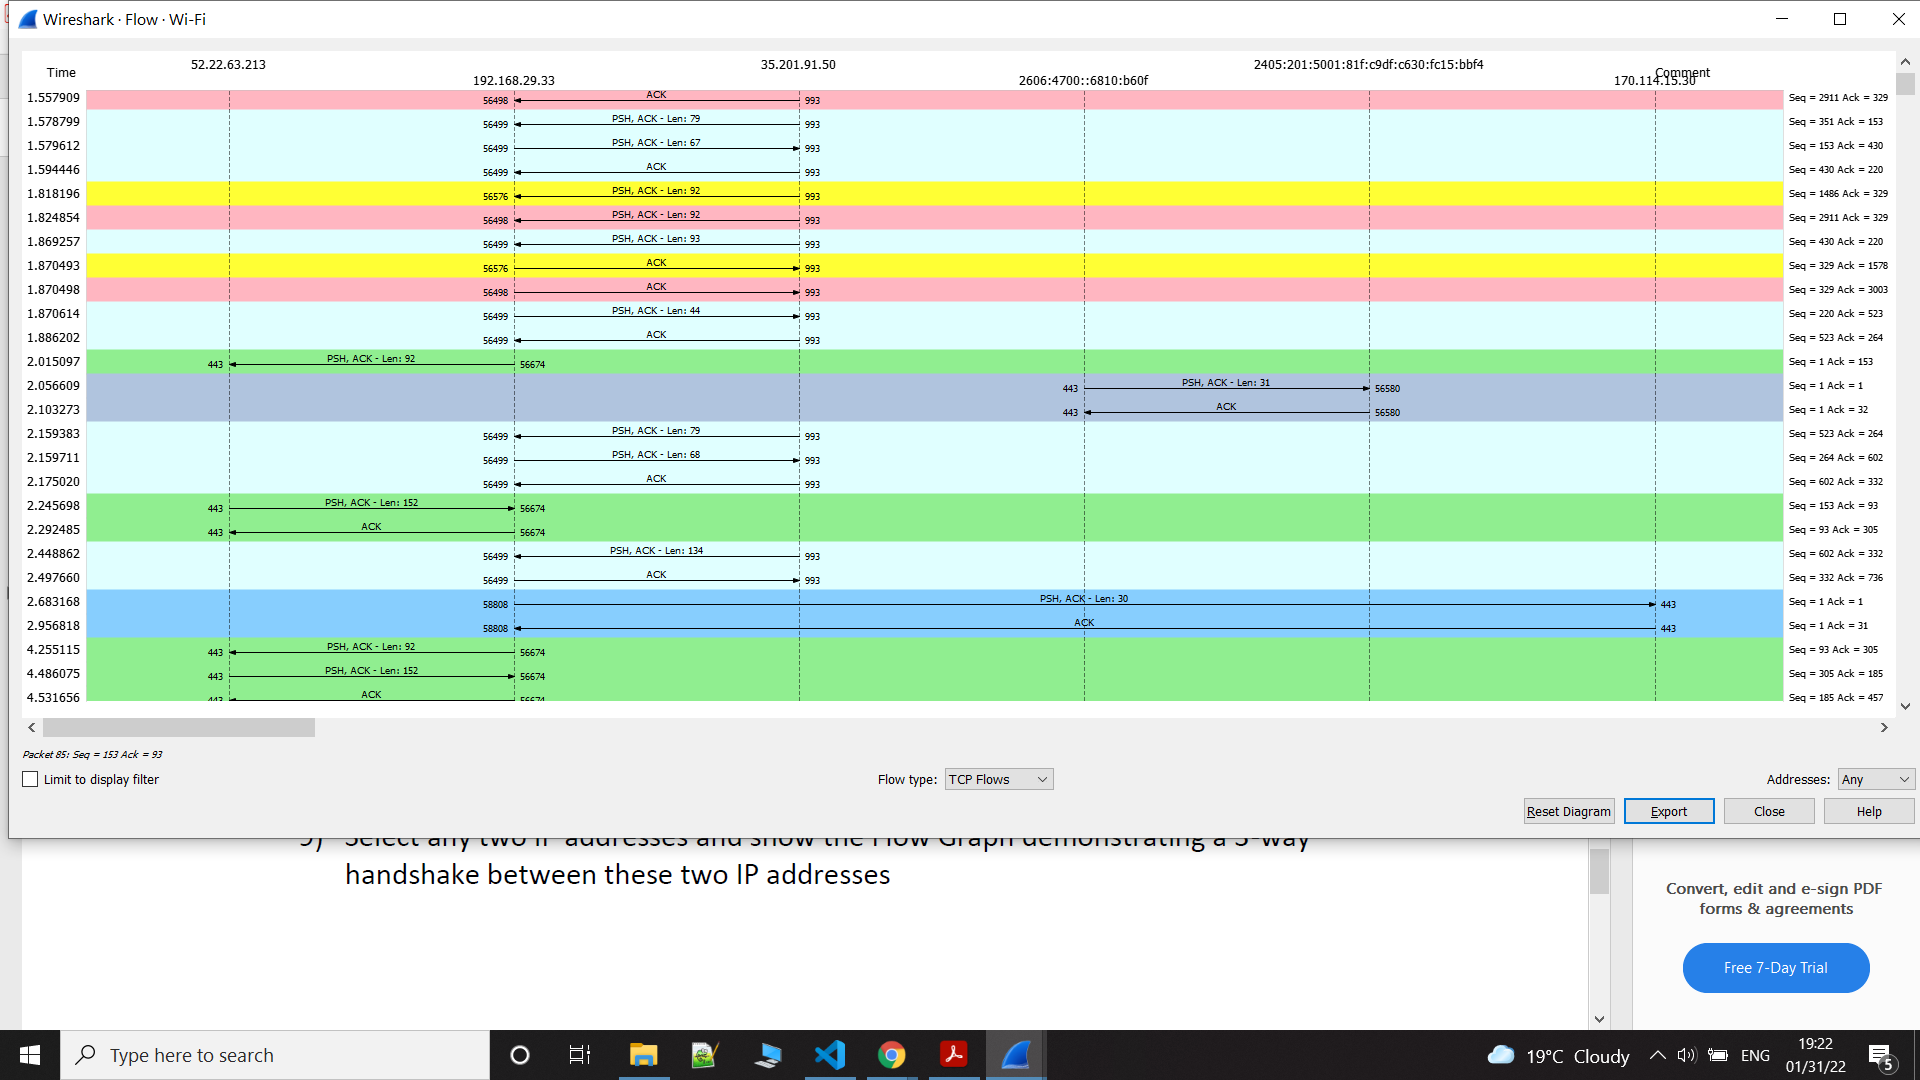 Wireshark · Flow · Wi-Fi
52.22.63.213 35.201.91.50 2405:201:5001:81f:c9df:c630:fc15:bbf4
Time 192.168.29.33 2606:4700::6810:b60f 170.114.15.30 Comment
1.557909 56498 ACK 993 Seq = 2911 Ack = 329
1.578799 56499 PSH, ACK - Len: 79 993 Seq = 351 Ack = 153
1.579612 56499 PSH, ACK - Len: 67 993 Seq = 153 Ack = 430
1.594446 56499 ACK 993 Seq = 430 Ack = 220
1.818196 56576 PSH, ACK - Len: 92 993 Seq = 1486 Ack = 329
1.824854 56498 PSH, ACK - Len: 92 993 Seq = 2911 Ack = 329
1.869257 56499 PSH, ACK - Len: 93 993 Seq = 430 Ack = 220
1.870493 56576 ACK 993 Seq = 329 Ack = 1578
1.870498 56498 ACK 993 Seq = 329 Ack = 3003
1.870614 56499 PSH, ACK - Len: 44 993 Seq = 220 Ack = 523
1.886202 56499 ACK 993 Seq = 523 Ack = 264
2.015097 443 PSH, ACK - Len: 92 56674 Seq = 1 Ack = 153
2.056609 443 PSH, ACK - Len: 31 56580 Seq = 1 Ack = 1
2.103273 443 ACK 56580 Seq = 1 Ack = 32
2.159383 56499 PSH, ACK - Len: 79 993 Seq = 523 Ack = 264
2.159711 56499 PSH, ACK - Len: 68 993 Seq = 264 Ack = 602
2.175020 56499 ACK 993 Seq = 602 Ack = 332
2.245698 443 PSH, ACK - Len: 152 56674 Seq = 153 Ack = 93
2.292485 443 ACK 56674 Seq = 93 Ack = 305
2.448862 56499 PSH, ACK - Len: 134 993 Seq = 602 Ack = 332
2.497660 56499 ACK 993 Seq = 332 Ack = 736
2.683168 58808 PSH, ACK - Len: 30 443 Seq = 1 Ack = 1
2.956818 58808 ACK 443 Seq = 1 Ack = 31
4.255115 443 PSH, ACK - Len: 92 56674 Seq = 93 Ack = 305
4.486075 443 PSH, ACK - Len: 152 56674 Seq = 305 Ack = 185
4.531656 443 ACK 56674 Seq = 185 Ack = 457
Packet 85: Seq = 153 Ack = 93
Limit to display filter Flow type: TCP Flows Addresses: Any
Reset Diagram Export Close Help
Select any two IP addresses and show the Flow Graph demonstrating a 3-way
handshake between these two IP addresses
Convert, edit and e-sign PDF
forms & agreements
Free 7-Day Trial
Type here to search
19°C Cloudy ENG
19:22
01/31/22
5